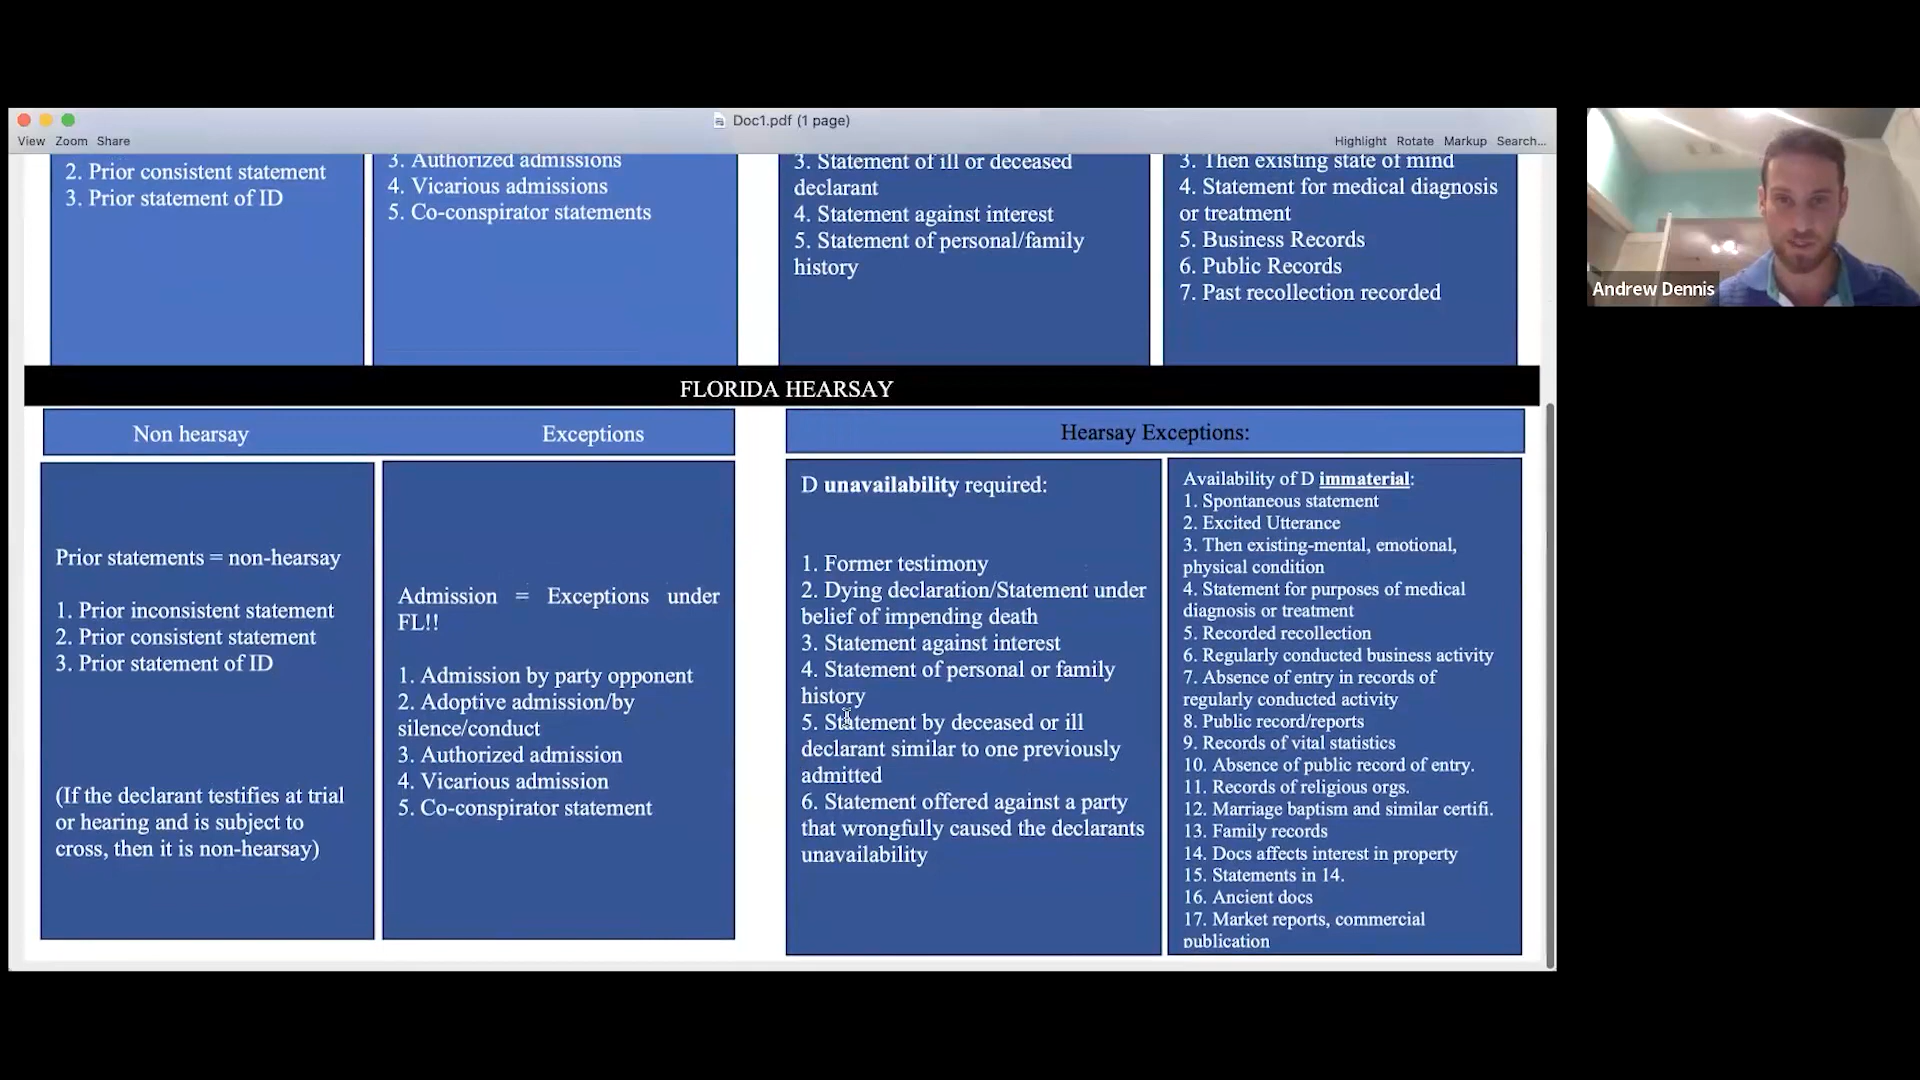 Doc1.pdf (1 page)
View Zoom Share
Highlight Rotate Markup Search...
2. Prior consistent statement
3. Prior statement of ID
3. Authorized admissions
4. Vicarious admissions
5. Co-conspirator statements
3. Statement of ill or deceased
declarant
4. Statement against interest
5. Statement of personal/family
history
3. Then existing state of mind
4. Statement for medical diagnosis
or treatment
5. Business Records
6. Public Records
7. Past recollection recorded
Andrew Dennis
FLORIDA HEARSAY
Non hearsay
Exceptions
Hearsay Exceptions:
Prior statements = non-hearsay
1. Prior inconsistent statement
2. Prior consistent statement
3. Prior statement of ID
(If the declarant testifies at trial
or hearing and is subject to
cross, then it is non-hearsay)
Admission = Exceptions under
FL!!
1. Admission by party opponent
2. Adoptive admission/by
silence/conduct
3. Authorized admission
4. Vicarious admission
5. Co-conspirator statement
D unavailability required:
1. Former testimony
2. Dying declaration/Statement under
belief of impending death
3. Statement against interest
4. Statement of personal or family
history
5. Statement by deceased or ill
declarant similar to one previously
admitted
6. Statement offered against a party
that wrongfully caused the declarants
unavailability
Availability of D immaterial:
1. Spontaneous statement
2. Excited Utterance
3. Then existing-mental, emotional,
physical condition
4. Statement for purposes of medical
diagnosis or treatment
5. Recorded recollection
6. Regularly conducted business activity
7. Absence of entry in records of
regularly conducted activity
8. Public record/reports
9. Records of vital statistics
10. Absence of public record of entry.
11. Records of religious orgs.
12. Marriage baptism and similar certifi.
13. Family records
14. Docs affects interest in property
15. Statements in 14.
16. Ancient docs
17. Market reports, commercial
publication